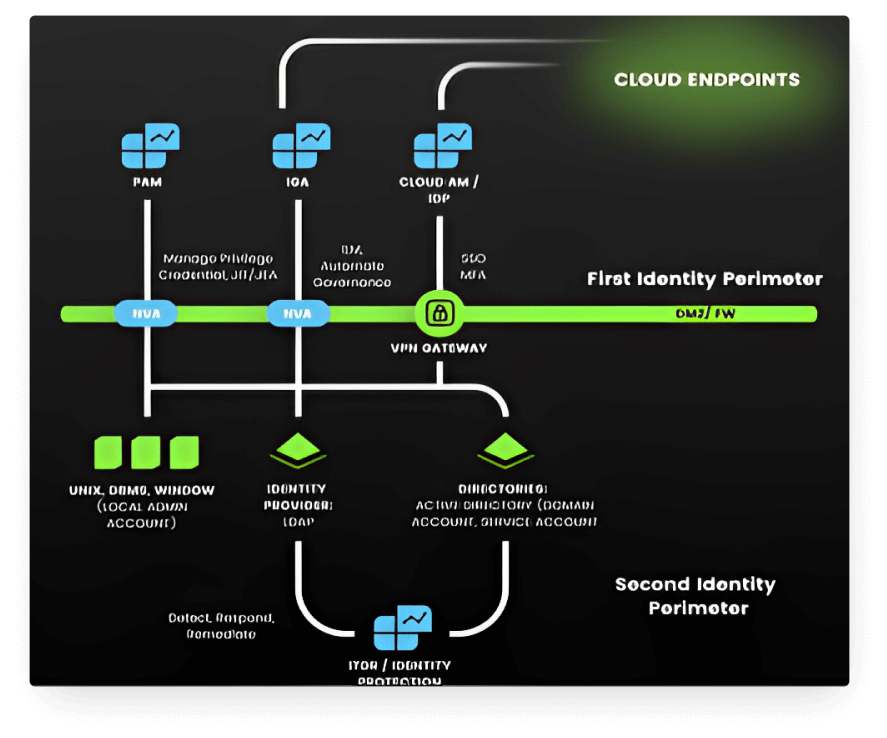 CLOUD ENDPOINTS
PAM
IGA
CLOUD AM /
IDP
Manage Privilege
Credential, JIT/JEA
Automate
Governance
SSO
MFA
First Identity Perimeter
NVA
NVA
DMZ/ FW
VPN GATEWAY
UNIX, DBMS, WINDOW
(LOCAL ADMIN
ACCOUNT)
IDENTITY
PROVIDER:
LDAP
DIRECTORIES:
ACTIVE DIRECTORY (DOMAIN
ACCOUNT, SERVICE ACCOUNT
Second Identity
Perimeter
Detect, Respond,
Remediate
ITDR / IDENTITY
PROTECTION